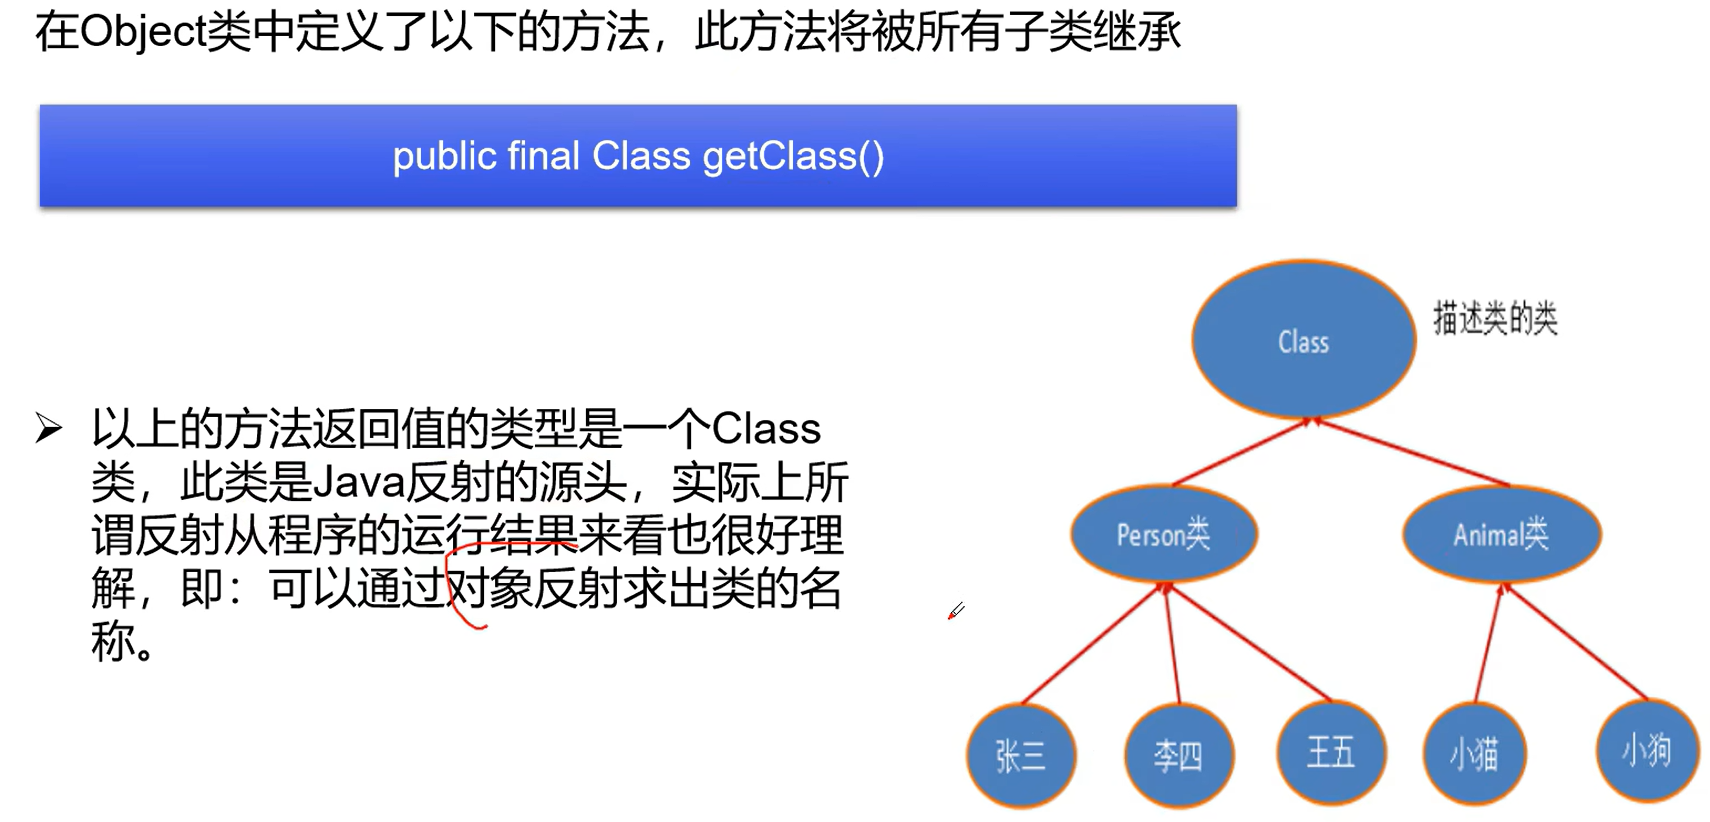 在Object类中定义了以下的方法，此方法将被所有子类继承
public final Class getClass()
以上的方法返回值的类型是一个Class
类，此类是Java反射的源头，实际上所
谓反射从程序的运行结果来看也很好理
解，即：可以通过对象反射求出类的名
称。
Class
描述类的类
Person类
Animal类
张三
李四
王五
小猫
小狗